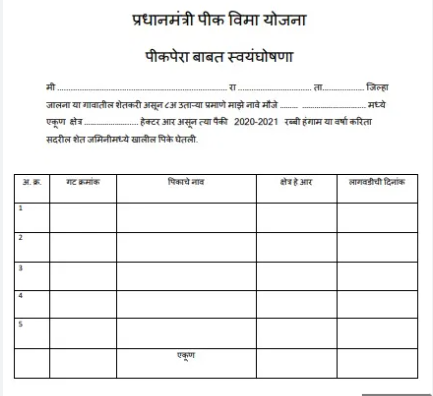 प्रधानमंत्री पीक विमा योजना
पीकपेरा बाबत स्वयंघोषणा
मी .................................................................... रा ............................. ता................. जिल्हा
जालना या गावातील शेतकरी असून ८अ उताऱ्या प्रमाणे माझे नावे मौजे ....... .......................... मध्ये
एकूण क्षेत्र ...................... हेक्टर आर असून त्या पैकी 2020-2021 रब्बी हंगाम या वर्षा करिता
सदरील शेत जमिनीमध्ये खालील पिके घेतली.
अ. क्र. गट क्रमांक पिकाचे नाव क्षेत्र हे आर लागवडीची दिनांक
1
2
3
4
5
एकूण